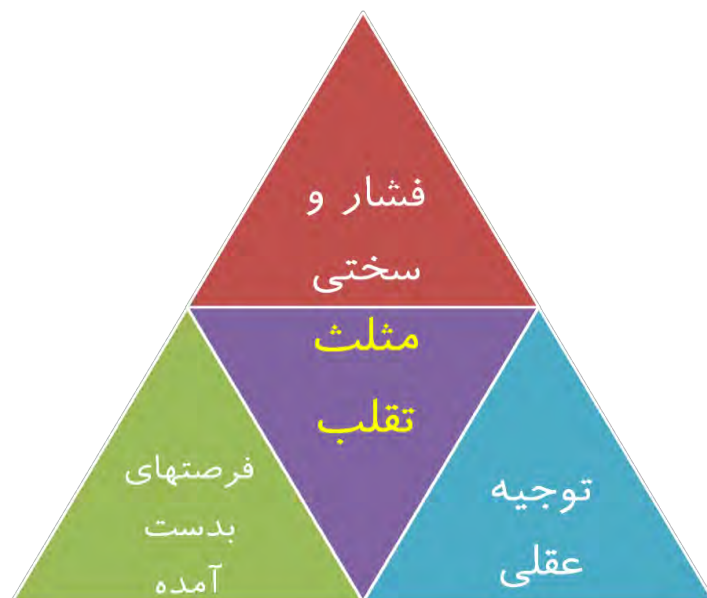 فشار و
سختی
مثلث
تقلب
توجیه
عقلی
فرصتهای
بدست
آمده